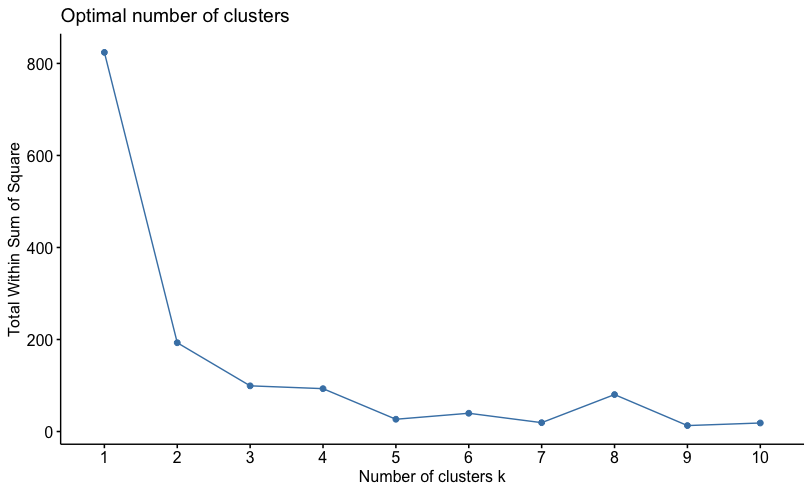 Optimal number of clusters
Total Within Sum of Square
800
600
400
200
0
1 2 3 4 5 6 7 8 9 10
Number of clusters k